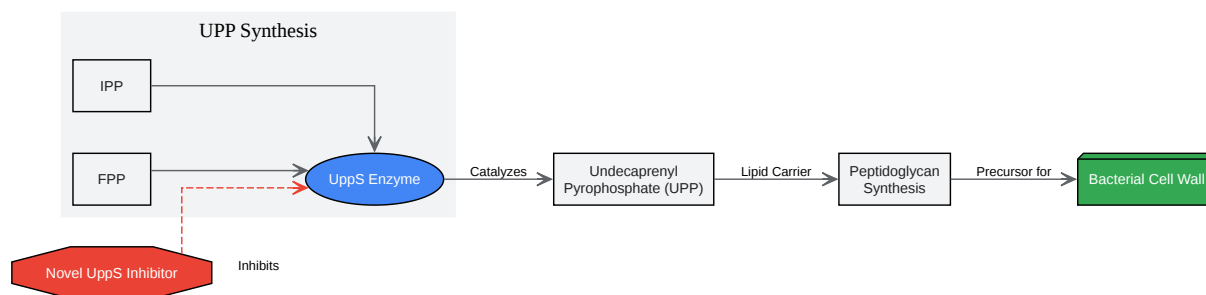 UPP Synthesis
IPP
FPP
UppS Enzyme
Catalyzes
Undecaprenyl
Pyrophosphate (UPP)
Lipid Carrier
Peptidoglycan
Synthesis
Precursor for
Bacterial Cell Wall
Novel UppS Inhibitor
Inhibits